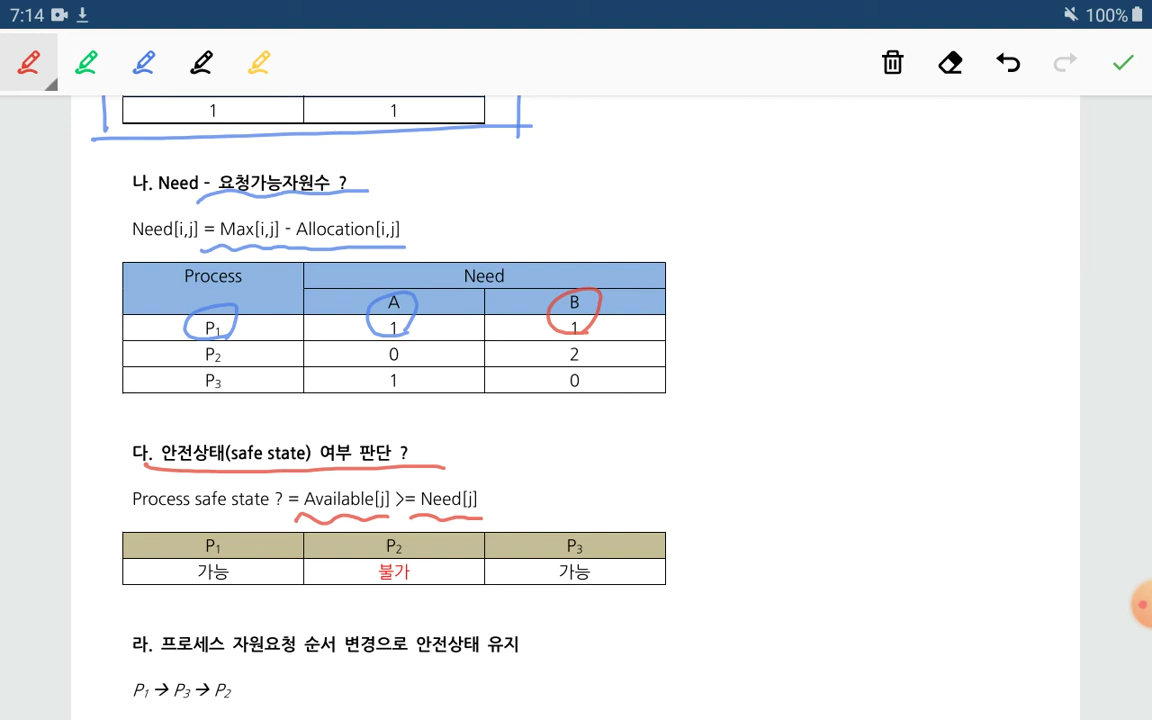 7:14 100%
1 1
나. Need - 요청가능자원수 ?
Need[i,j] = Max[i,j] - Allocation[i,j]
Process Need
A B
P₁ 1 1
P₂ 0 2
P₃ 1 0
다. 안전상태(safe state) 여부 판단 ?
Process safe state ? = Available[j] >= Need[j]
P₁ P₂ P₃
가능 불가 가능
라. 프로세스 자원요청 순서 변경으로 안전상태 유지
P₁ → P₃ → P₂